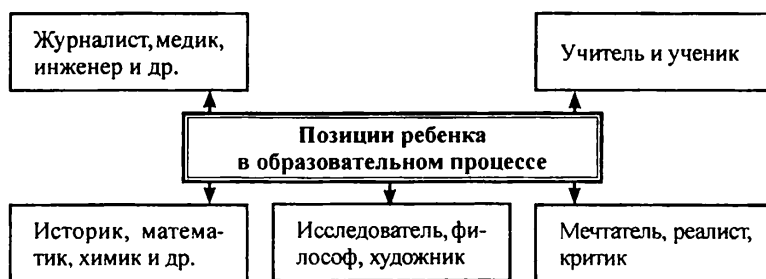 Журналист, медик,
инженер и др.
Учитель и ученик
Позиции ребенка
в образовательном процессе
Историк, матема-
тик, химик и др.
Исследователь, фи-
лософ, художник
Мечтатель, реалист,
критик